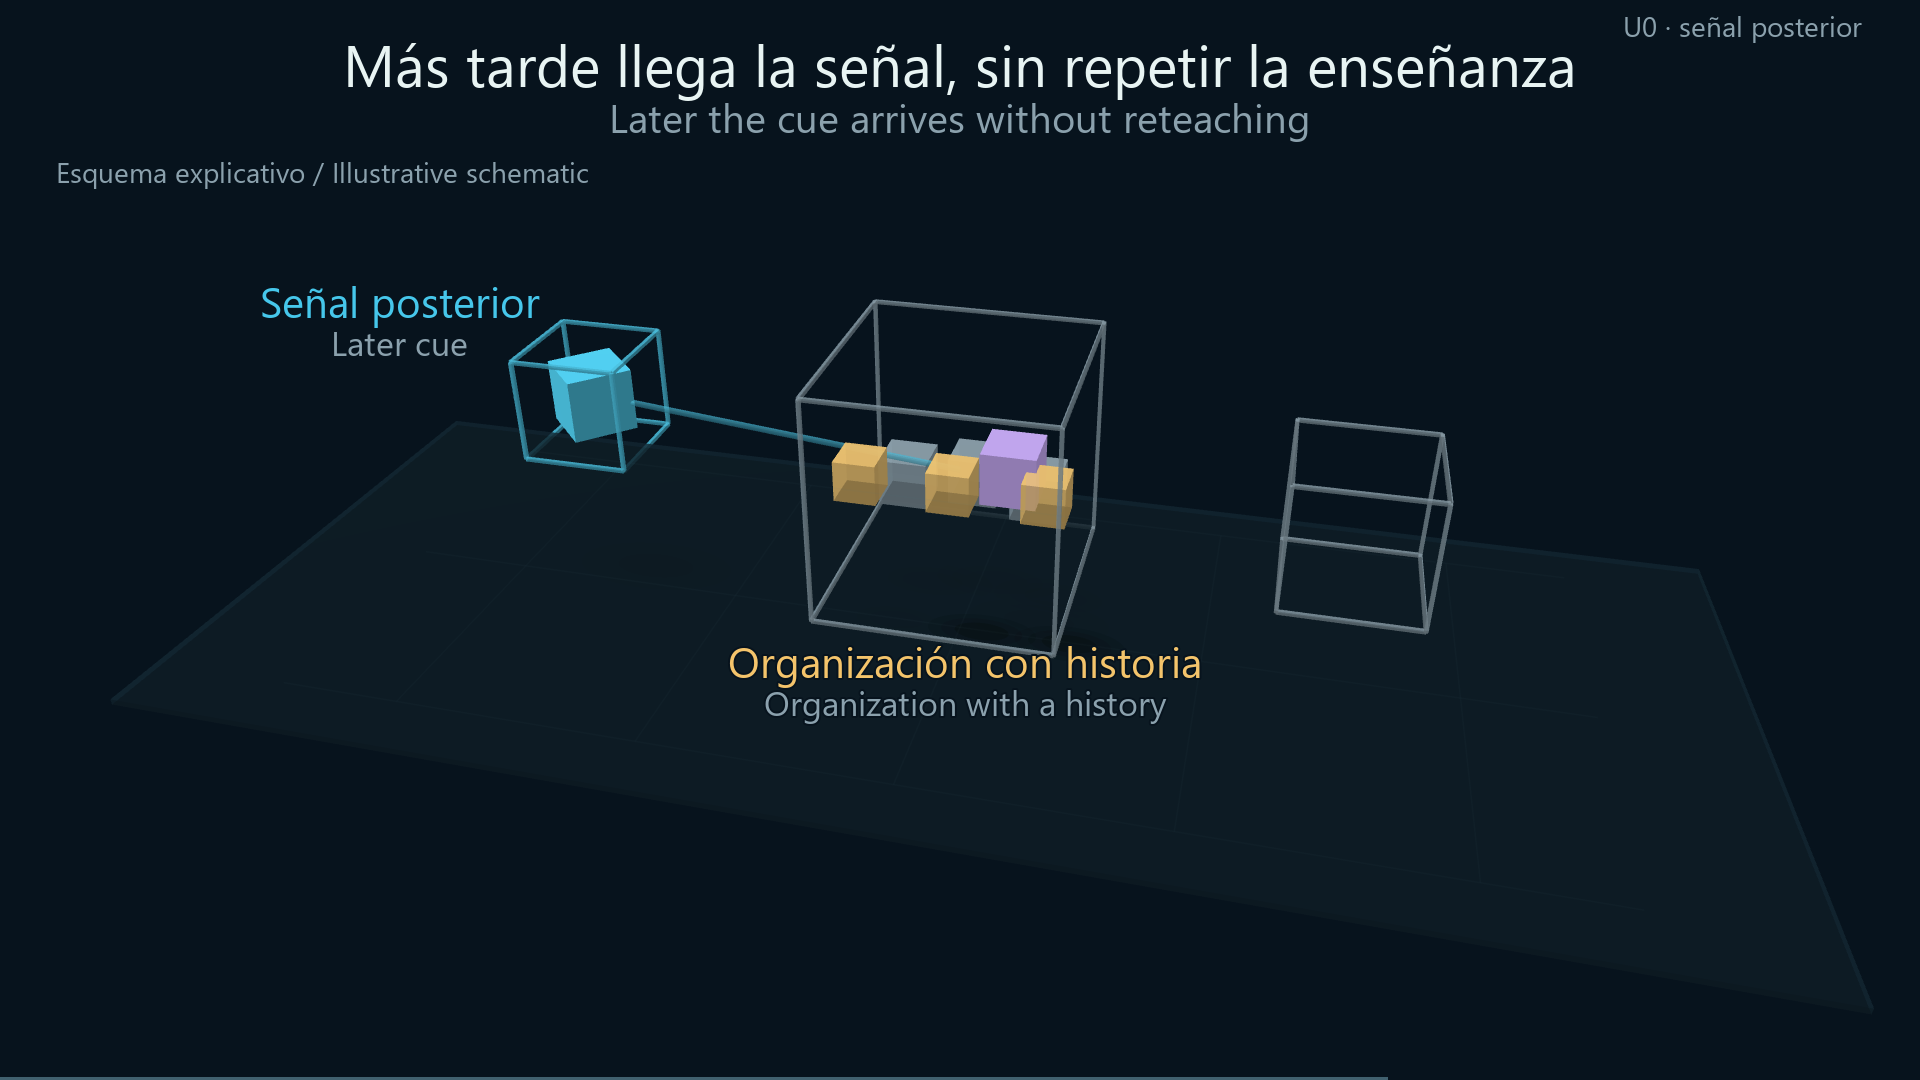 U0 · señal posterior
Más tarde llega la señal, sin repetir la enseñanza
Later the cue arrives without reteaching
Esquema explicativo / Illustrative schematic
Señal posterior
Later cue
Organización con historia
Organization with a history